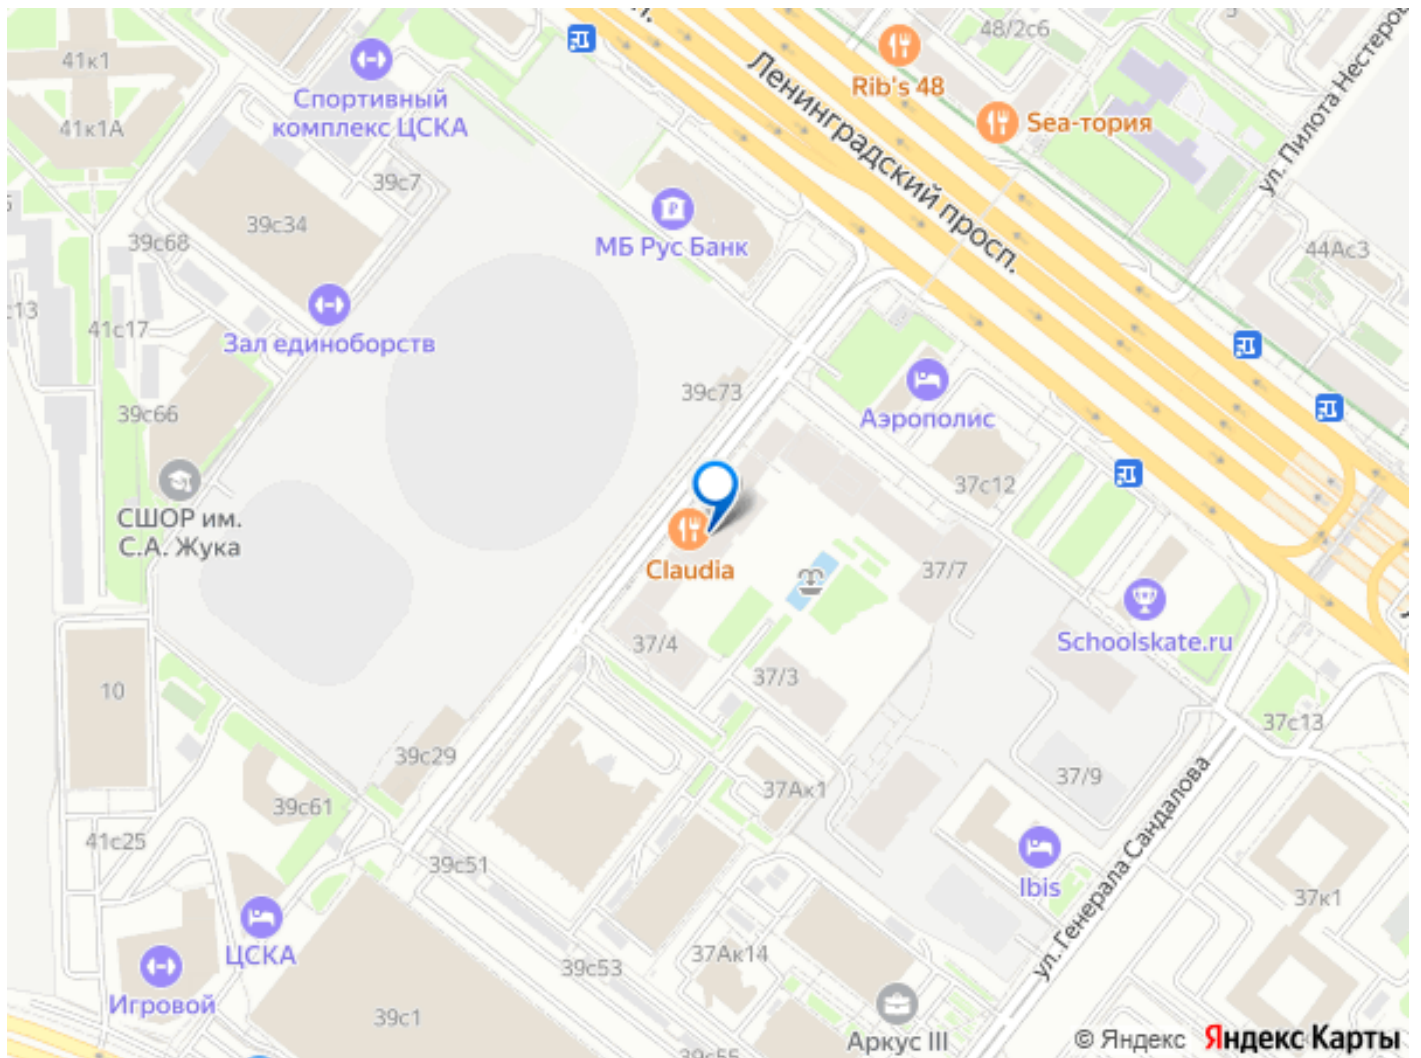 48/2с6
41к1
Rib's 48
Ленинградский просп.
ул. Пилота Нестеров
Спортивный
комплекс ЦСКА
41к1А
Sea-тория
39с7
39с34
МБ Рус Банк
39с68
44Ас3
с13
41с17
Зал единоборств
39с73
39с66
Аэрополис
37с12
СШОР им.
С.А. Жука
Claudia
37/7
37/4
Schoolskate.ru
37/3
10
37с13
39с29
37/9
37Ак1
39с61
41с25
39с51
Ibis
ул. Генерала Сандалова
37к1
ЦСКА
37Ак14
39с53
Игровой
39с1
Аркус III
© Яндекс Яндекс Карты
39с55